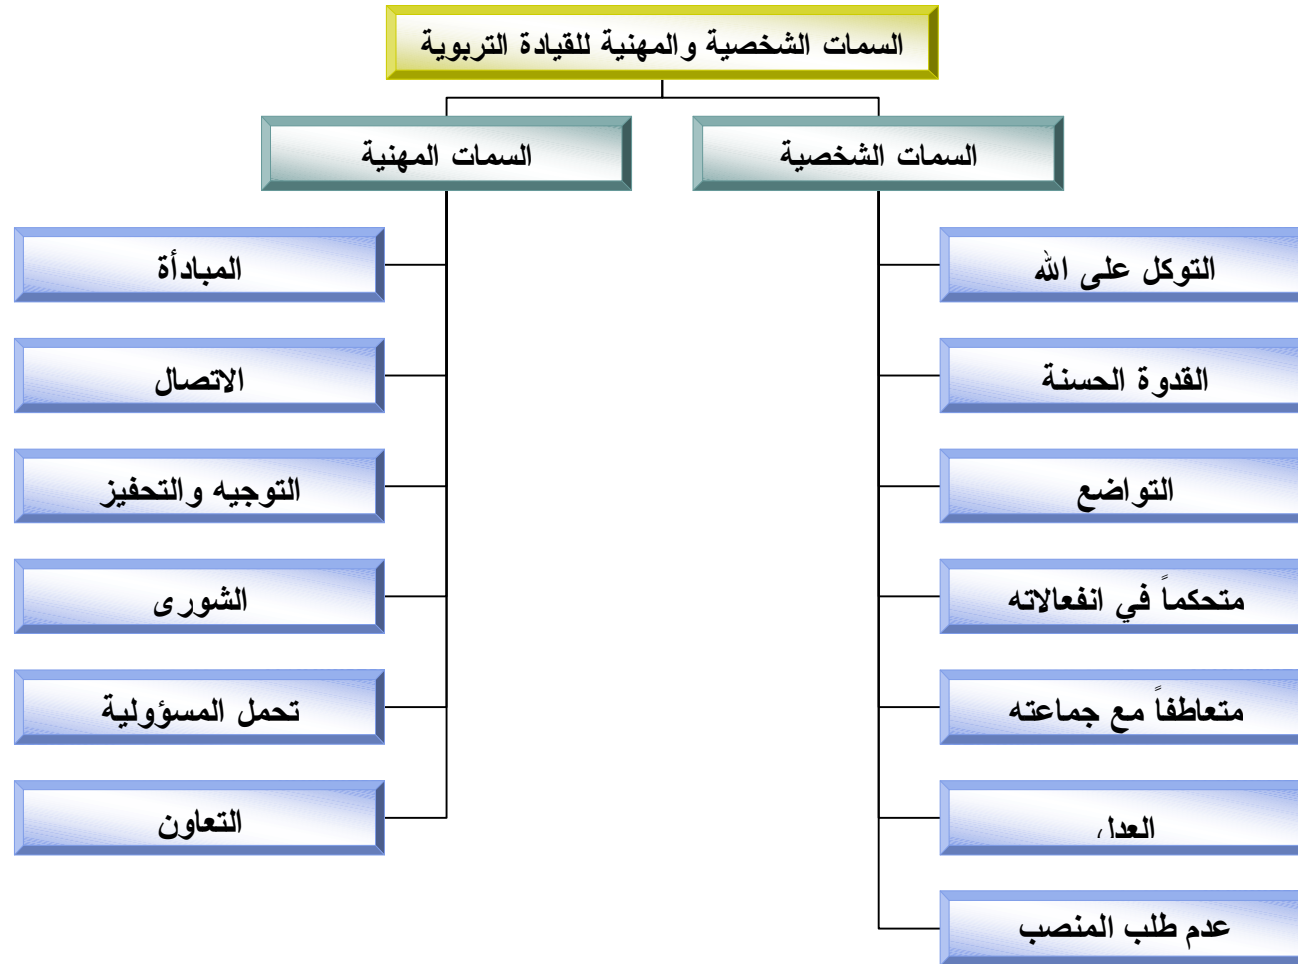 السمات الشخصية والمهنية للقيادة التربوية
السمات الشخصية
السمات المهنية
التوكل على الله
القدوة الحسنة
التواضع
متحكماً في انفعالاته
متعاطفاً مع جماعته
العدل
عدم طلب المنصب
المبادأة
الاتصال
التوجيه والتحفيز
الشورى
تحمل المسؤولية
التعاون